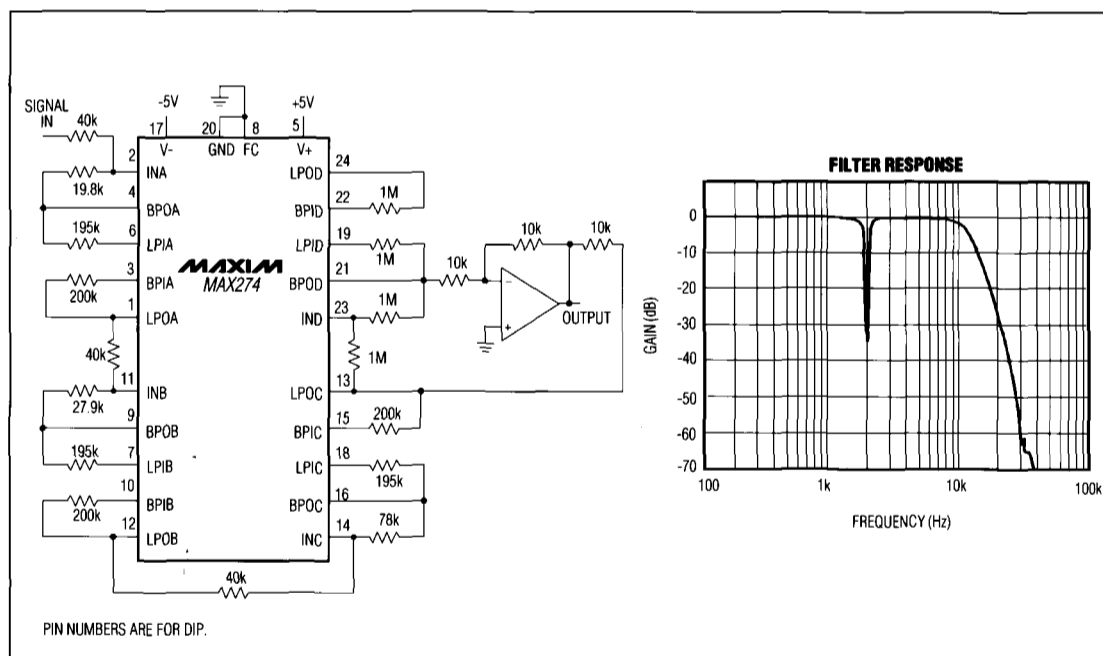 SIGNAL IN
40k
-5V
+5V
17
20
8
5
V-
GND
FC
V+
2
INA
19.8k
4
BPOA
195k
6
LPIA
3
BPIA
200k
1
LPOA
40k
11
INB
27.9k
9
BPOB
195k
7
LPIB
10
BPIB
200k
12
LPOB
MAXIM
MAX274
24
LPOD
1M
22
BPID
19
LPID
1M
21
BPOD
1M
23
IND
1M
13
LPOC
15
BPIC
200k
18
LPIC
195k
16
BPOC
14
INC
78k
40k
10k
10k
10k
-
+
OUTPUT
PIN NUMBERS ARE FOR DIP.
FILTER RESPONSE
GAIN (dB)
0
-10
-20
-30
-40
-50
-60
-70
100
1k
10k
100k
FREQUENCY (Hz)